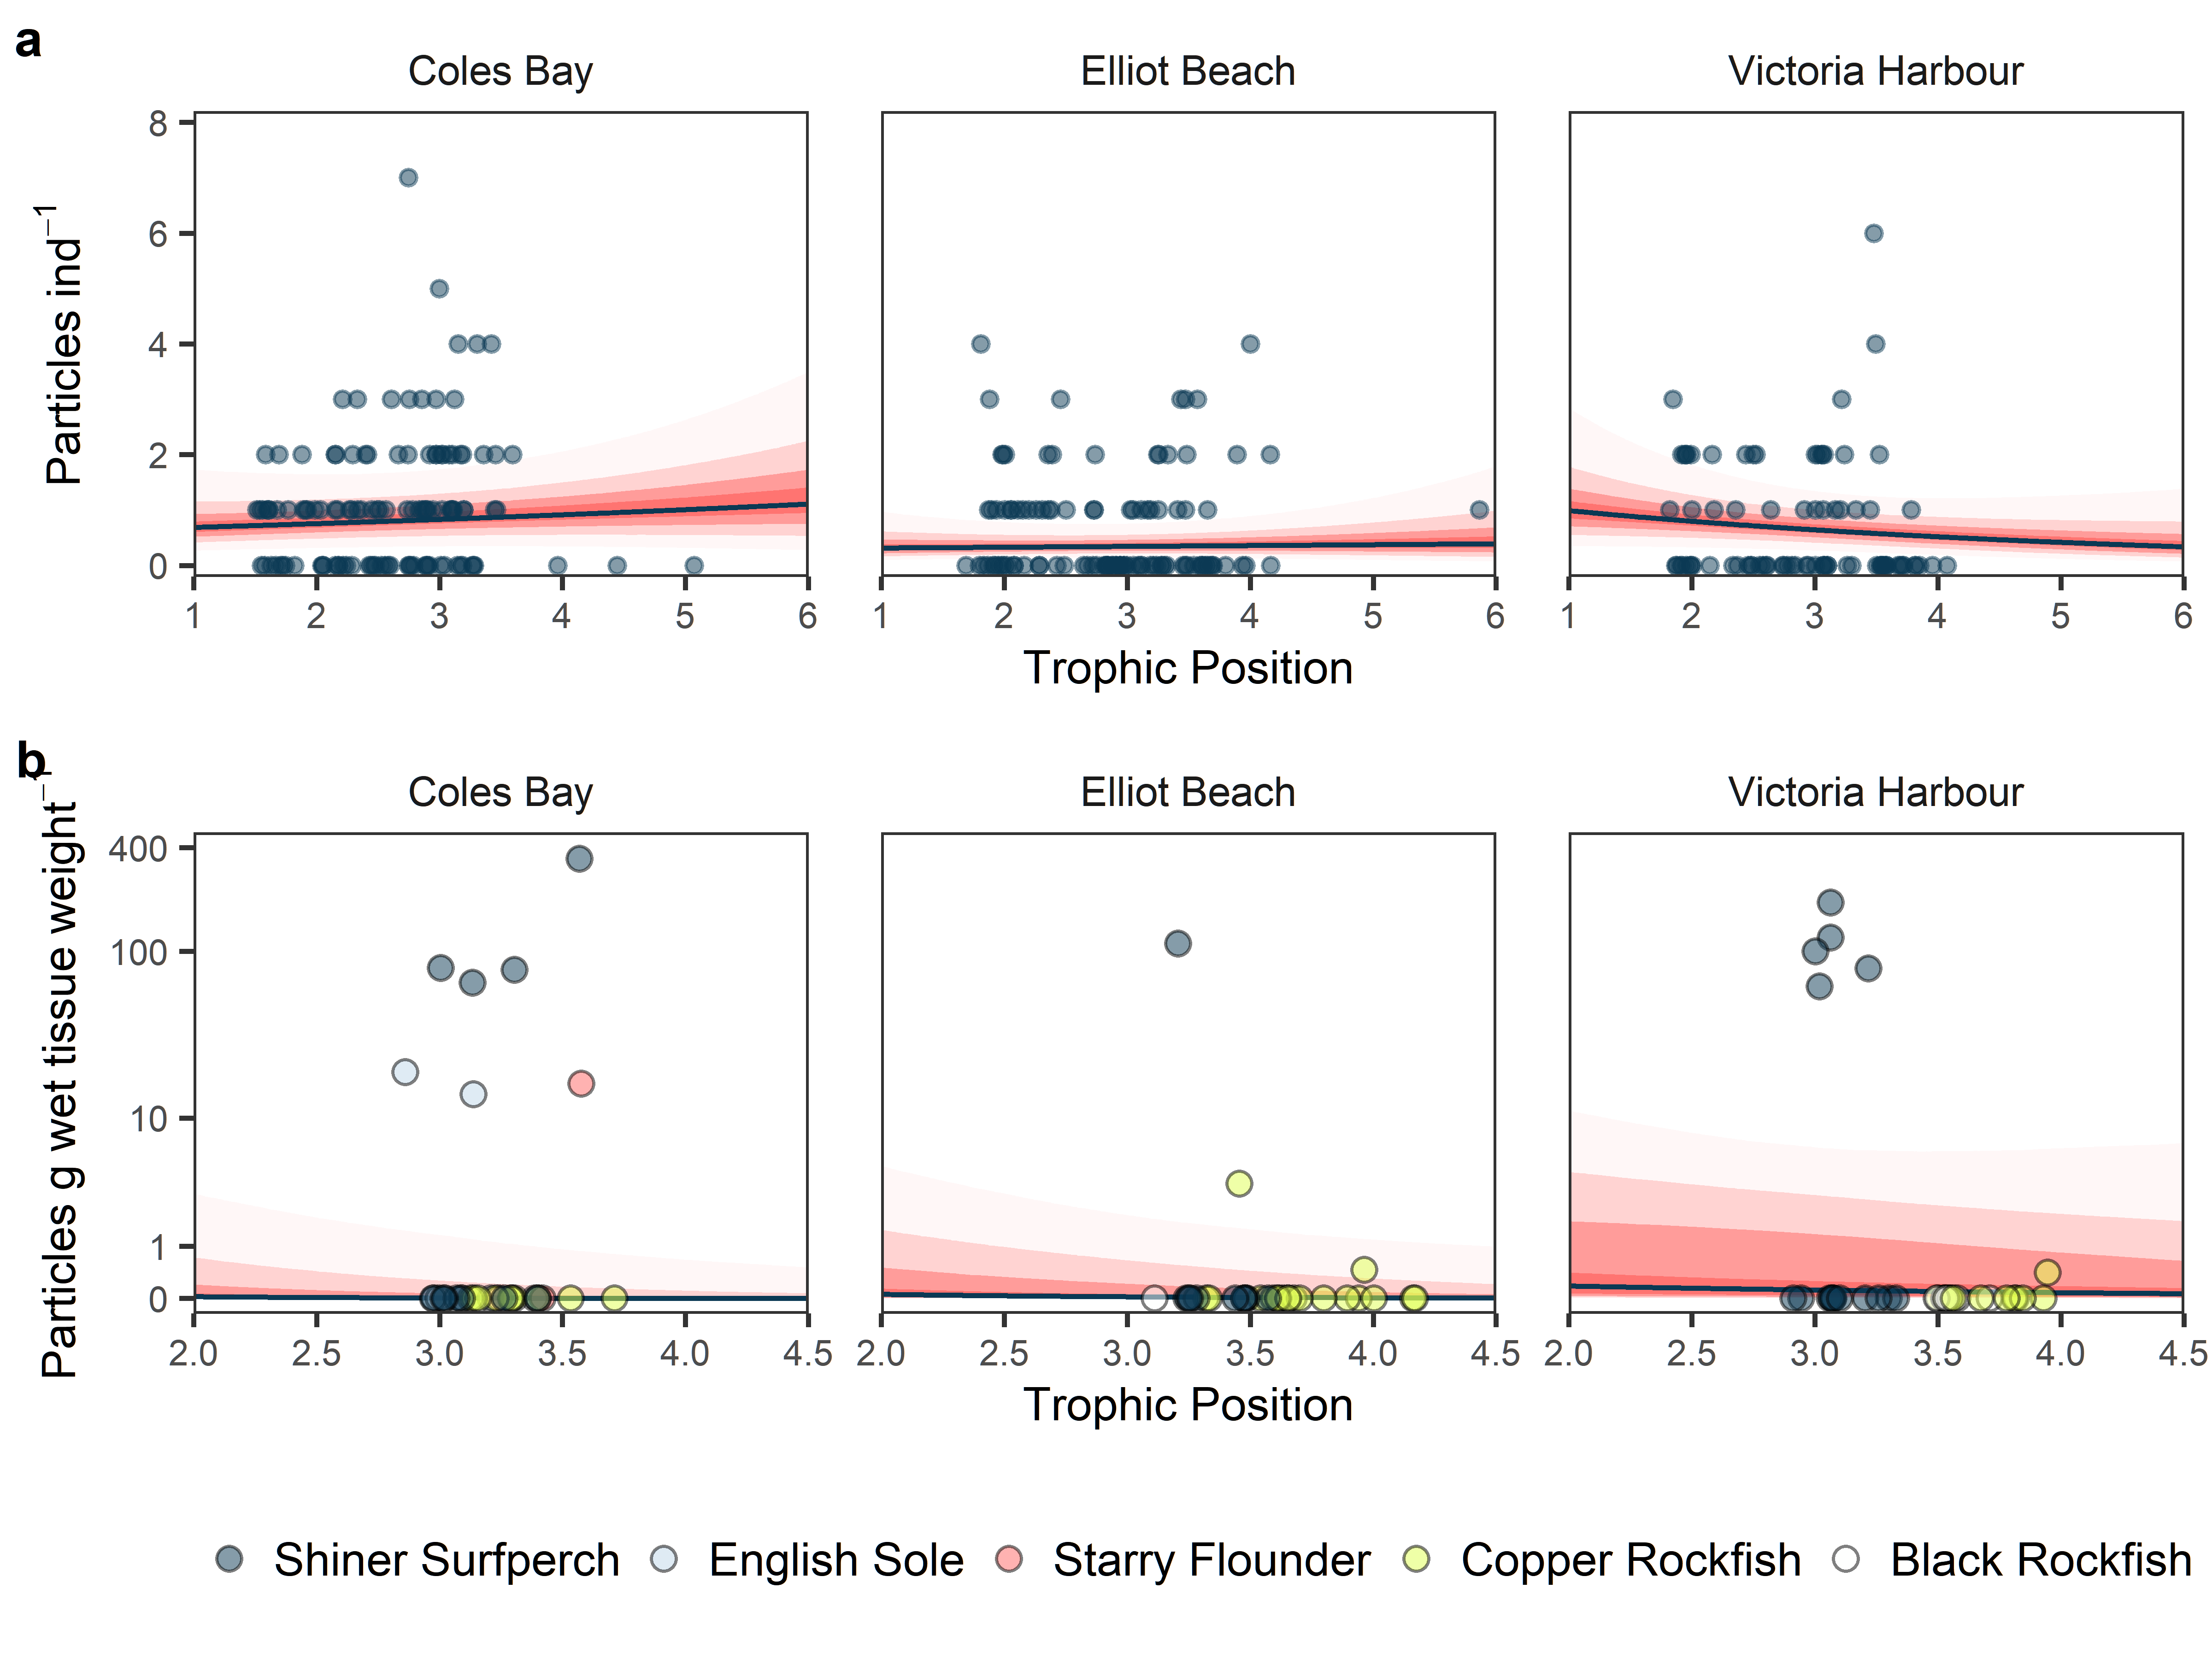 a
Coles Bay Elliot Beach Victoria Harbour
Particles ind⁻¹
8
6
4
2
0
1 2 3 4 5 6 1 2 3 4 5 6 1 2 3 4 5 6
Trophic Position
b
Coles Bay Elliot Beach Victoria Harbour
Particles g wet tissue weight⁻¹
400
100
10
1
0
2.0 2.5 3.0 3.5 4.0 4.5 2.0 2.5 3.0 3.5 4.0 4.5 2.0 2.5 3.0 3.5 4.0 4.5
Trophic Position
Shiner Surfperch English Sole Starry Flounder Copper Rockfish Black Rockfish